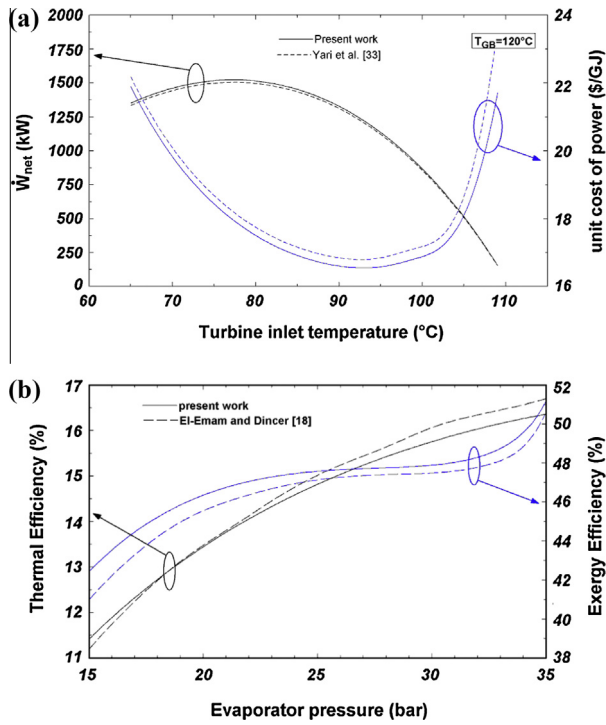 (a)
2000
1750
1500
1250
1000
750
500
250
0
Ẇnet (kW)
Present work
Yari et al. [33]
TGB=120°C
24
22
20
18
16
unit cost of power ($/GJ)
60 70 80 90 100 110
Turbine inlet temperature (°C)
(b)
17
16
15
14
13
12
11
Thermal Efficiency (%)
present work
El-Emam and Dincer [18]
52
50
48
46
44
42
40
38
Exergy Efficiency (%)
15 20 25 30 35
Evaporator pressure (bar)